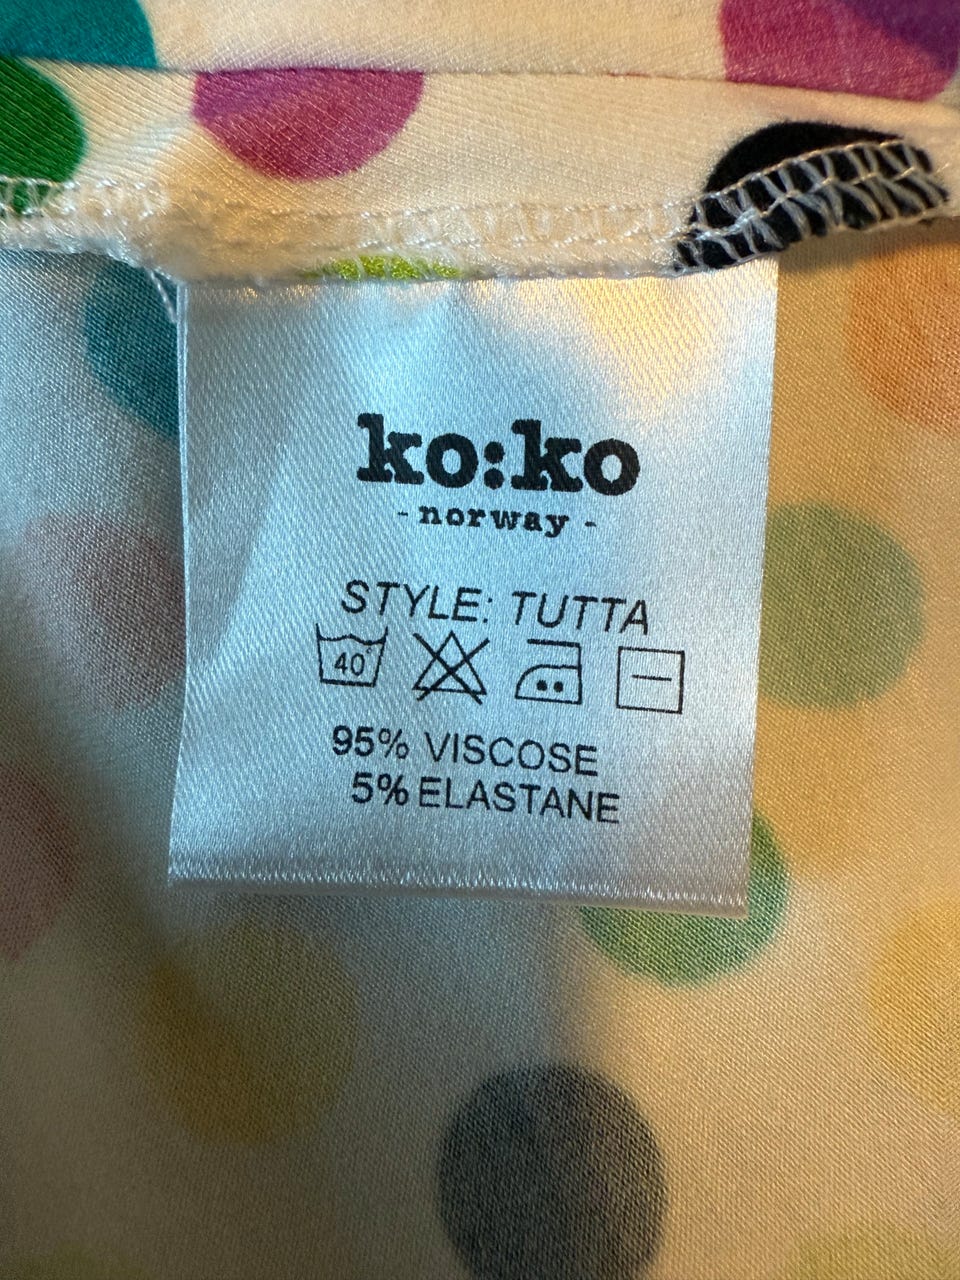 ko:ko
- norway -
STYLE: TUTTA
40°
95% VISCOSE
5% ELASTANE